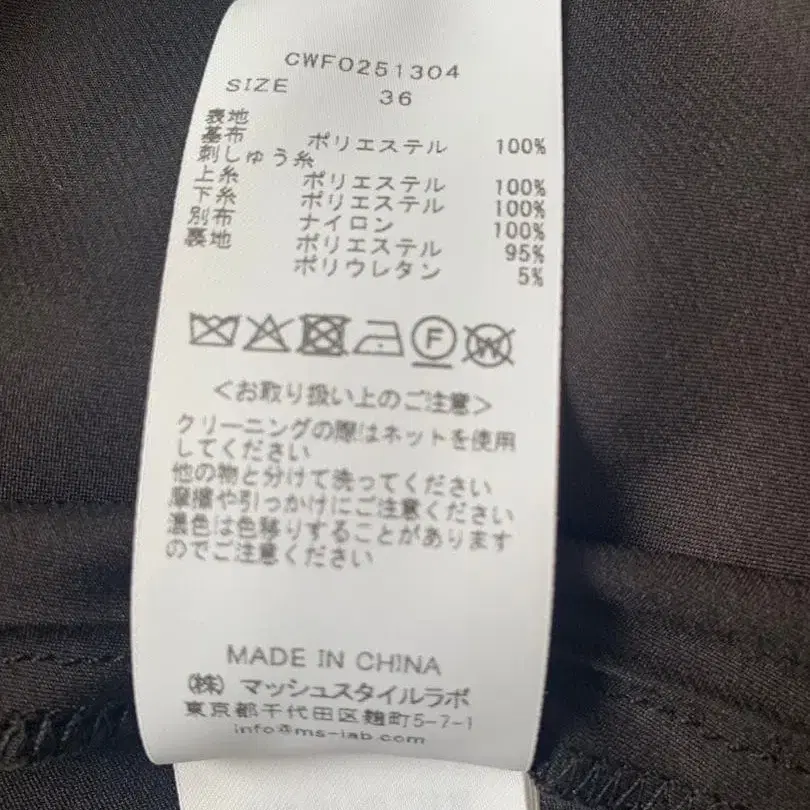 CWFO251304
SIZE 36
表地
基布 ポリエステル 100%
刺しゅう糸
上糸 ポリエステル 100%
下糸 ポリエステル 100%
別布 ナイロン 100%
裏地 ポリエステル 95%
ポリウレタン 5%
F W
<お取り扱い上のご注意>
クリーニングの際はネットを使用
してください
他の物と分けて洗ってください
摩擦や引っかけにご注意ください
濃色は色移りすることがあります
のでご注意ください
MADE IN CHINA
(株) マッシュスタイルラボ
東京都千代田区麹町5-7-1
info@ms-lab.com